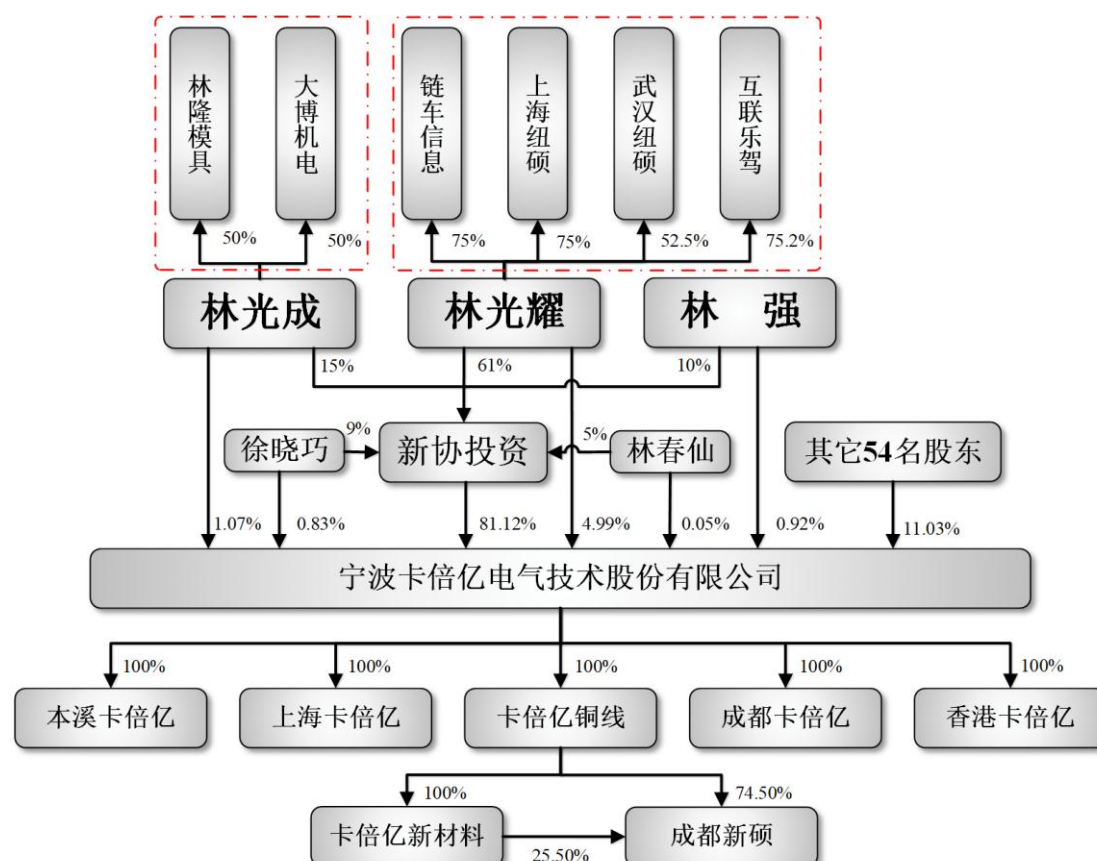 林隆模具
大博机电
链车信息
上海纽硕
武汉纽硕
互联乐驾
50%
50%
75%
75%
52.5%
75.2%
林光成
林光耀
林 强
15%
61%
10%
徐晓巧
9%
新协投资
5%
林春仙
其它54名股东
1.07%
0.83%
81.12%
4.99%
0.05%
0.92%
11.03%
宁波卡倍亿电气技术股份有限公司
100%
100%
100%
100%
100%
本溪卡倍亿
上海卡倍亿
卡倍亿铜线
成都卡倍亿
香港卡倍亿
100%
74.50%
卡倍亿新材料
25.50%
成都新硕